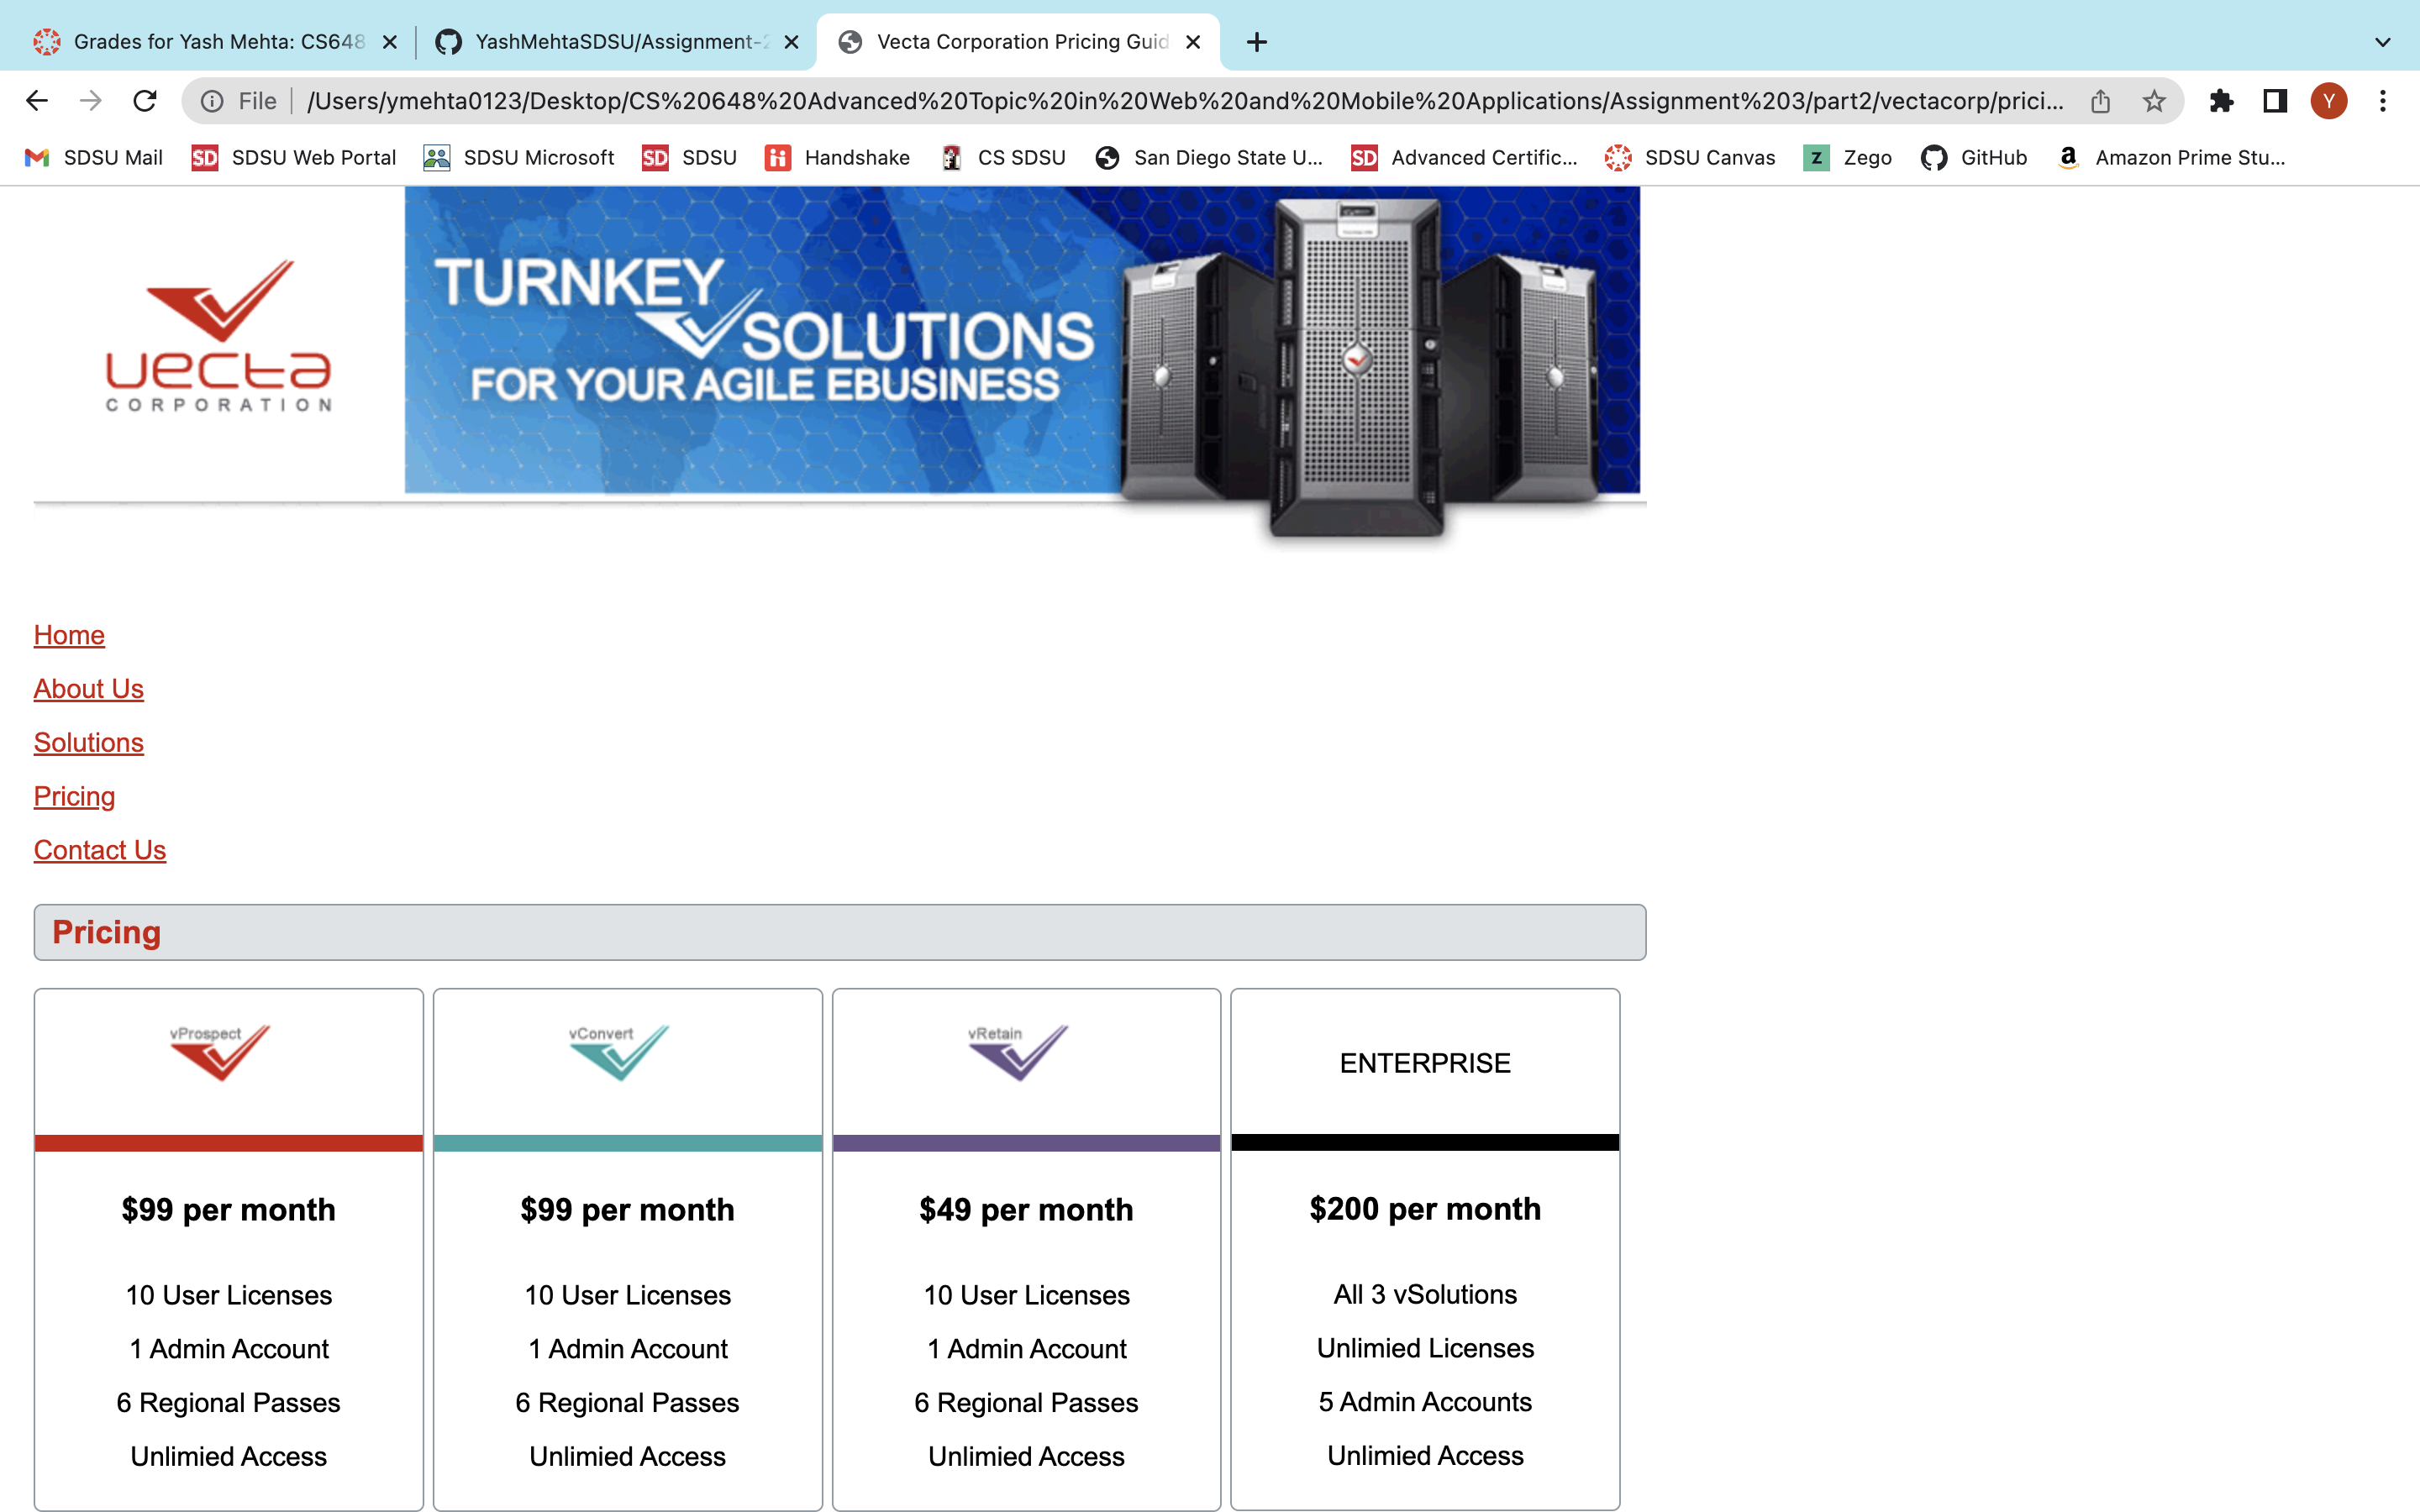 Grades for Yash Mehta: CS648
YashMehtaSDSU/Assignment-2
Vecta Corporation Pricing Guid
File
/Users/ymehta0123/Desktop/CS%20648%20Advanced%20Topic%20in%20Web%20and%20Mobile%20Applications/Assignment%203/part2/vectacorp/prici...
Y
SDSU Mail
SD SDSU Web Portal
SDSU Microsoft
SD SDSU
Handshake
CS SDSU
San Diego State U...
SD Advanced Certific...
SDSU Canvas
Z Zego
GitHub
a Amazon Prime Stu...
vecta
CORPORATION
TURNKEY
SOLUTIONS
FOR YOUR AGILE EBUSINESS
Home
About Us
Solutions
Pricing
Contact Us
Pricing
vProspect
$99 per month
10 User Licenses
1 Admin Account
6 Regional Passes
Unlimied Access
vConvert
$99 per month
10 User Licenses
1 Admin Account
6 Regional Passes
Unlimied Access
vRetain
$49 per month
10 User Licenses
1 Admin Account
6 Regional Passes
Unlimied Access
ENTERPRISE
$200 per month
All 3 vSolutions
Unlimied Licenses
5 Admin Accounts
Unlimied Access